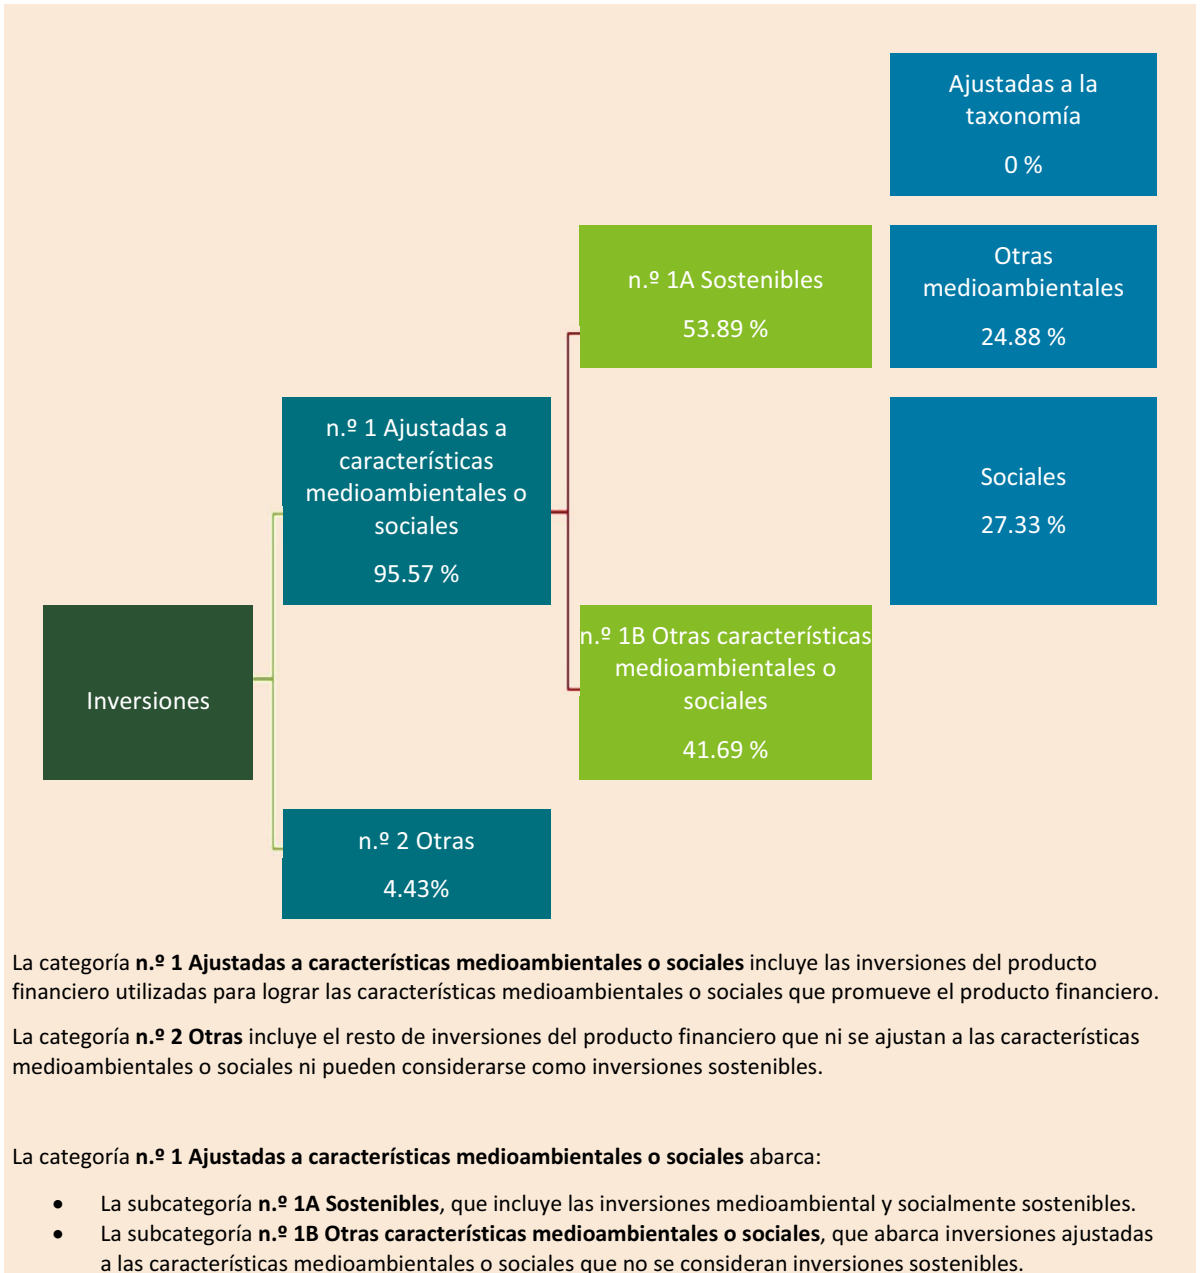 Ajustadas a la
taxonomía
0 %
n.º 1A Sostenibles
53.89 %
Otras
medioambientales
24.88 %
n.º 1 Ajustadas a
características
medioambientales o
sociales
95.57 %
Sociales
27.33 %
Inversiones
n.º 1B Otras características
medioambientales o
sociales
41.69 %
n.º 2 Otras
4.43%
La categoría n.º 1 Ajustadas a características medioambientales o sociales incluye las inversiones del producto
financiero utilizadas para lograr las características medioambientales o sociales que promueve el producto financiero.
La categoría n.º 2 Otras incluye el resto de inversiones del producto financiero que ni se ajustan a las características
medioambientales o sociales ni pueden considerarse como inversiones sostenibles.
La categoría n.º 1 Ajustadas a características medioambientales o sociales abarca:
• La subcategoría n.º 1A Sostenibles, que incluye las inversiones medioambiental y socialmente sostenibles.
• La subcategoría n.º 1B Otras características medioambientales o sociales, que abarca inversiones ajustadas
a las características medioambientales o sociales que no se consideran inversiones sostenibles.